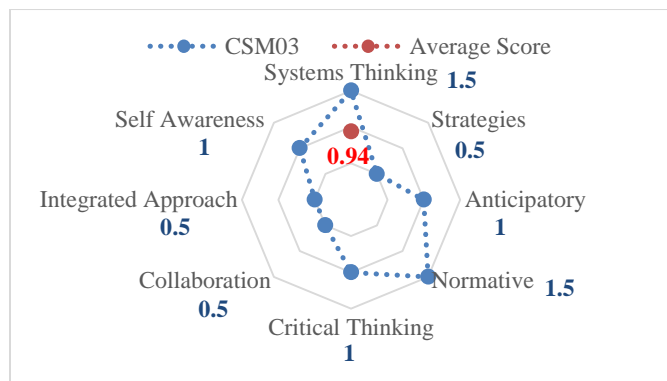 CSM03
Average Score
Systems Thinking
1.5
Self Awareness
1
Strategies
0.5
0.94
Integrated Approach
0.5
Anticipatory
1
Collaboration
0.5
Normative
1.5
Critical Thinking
1